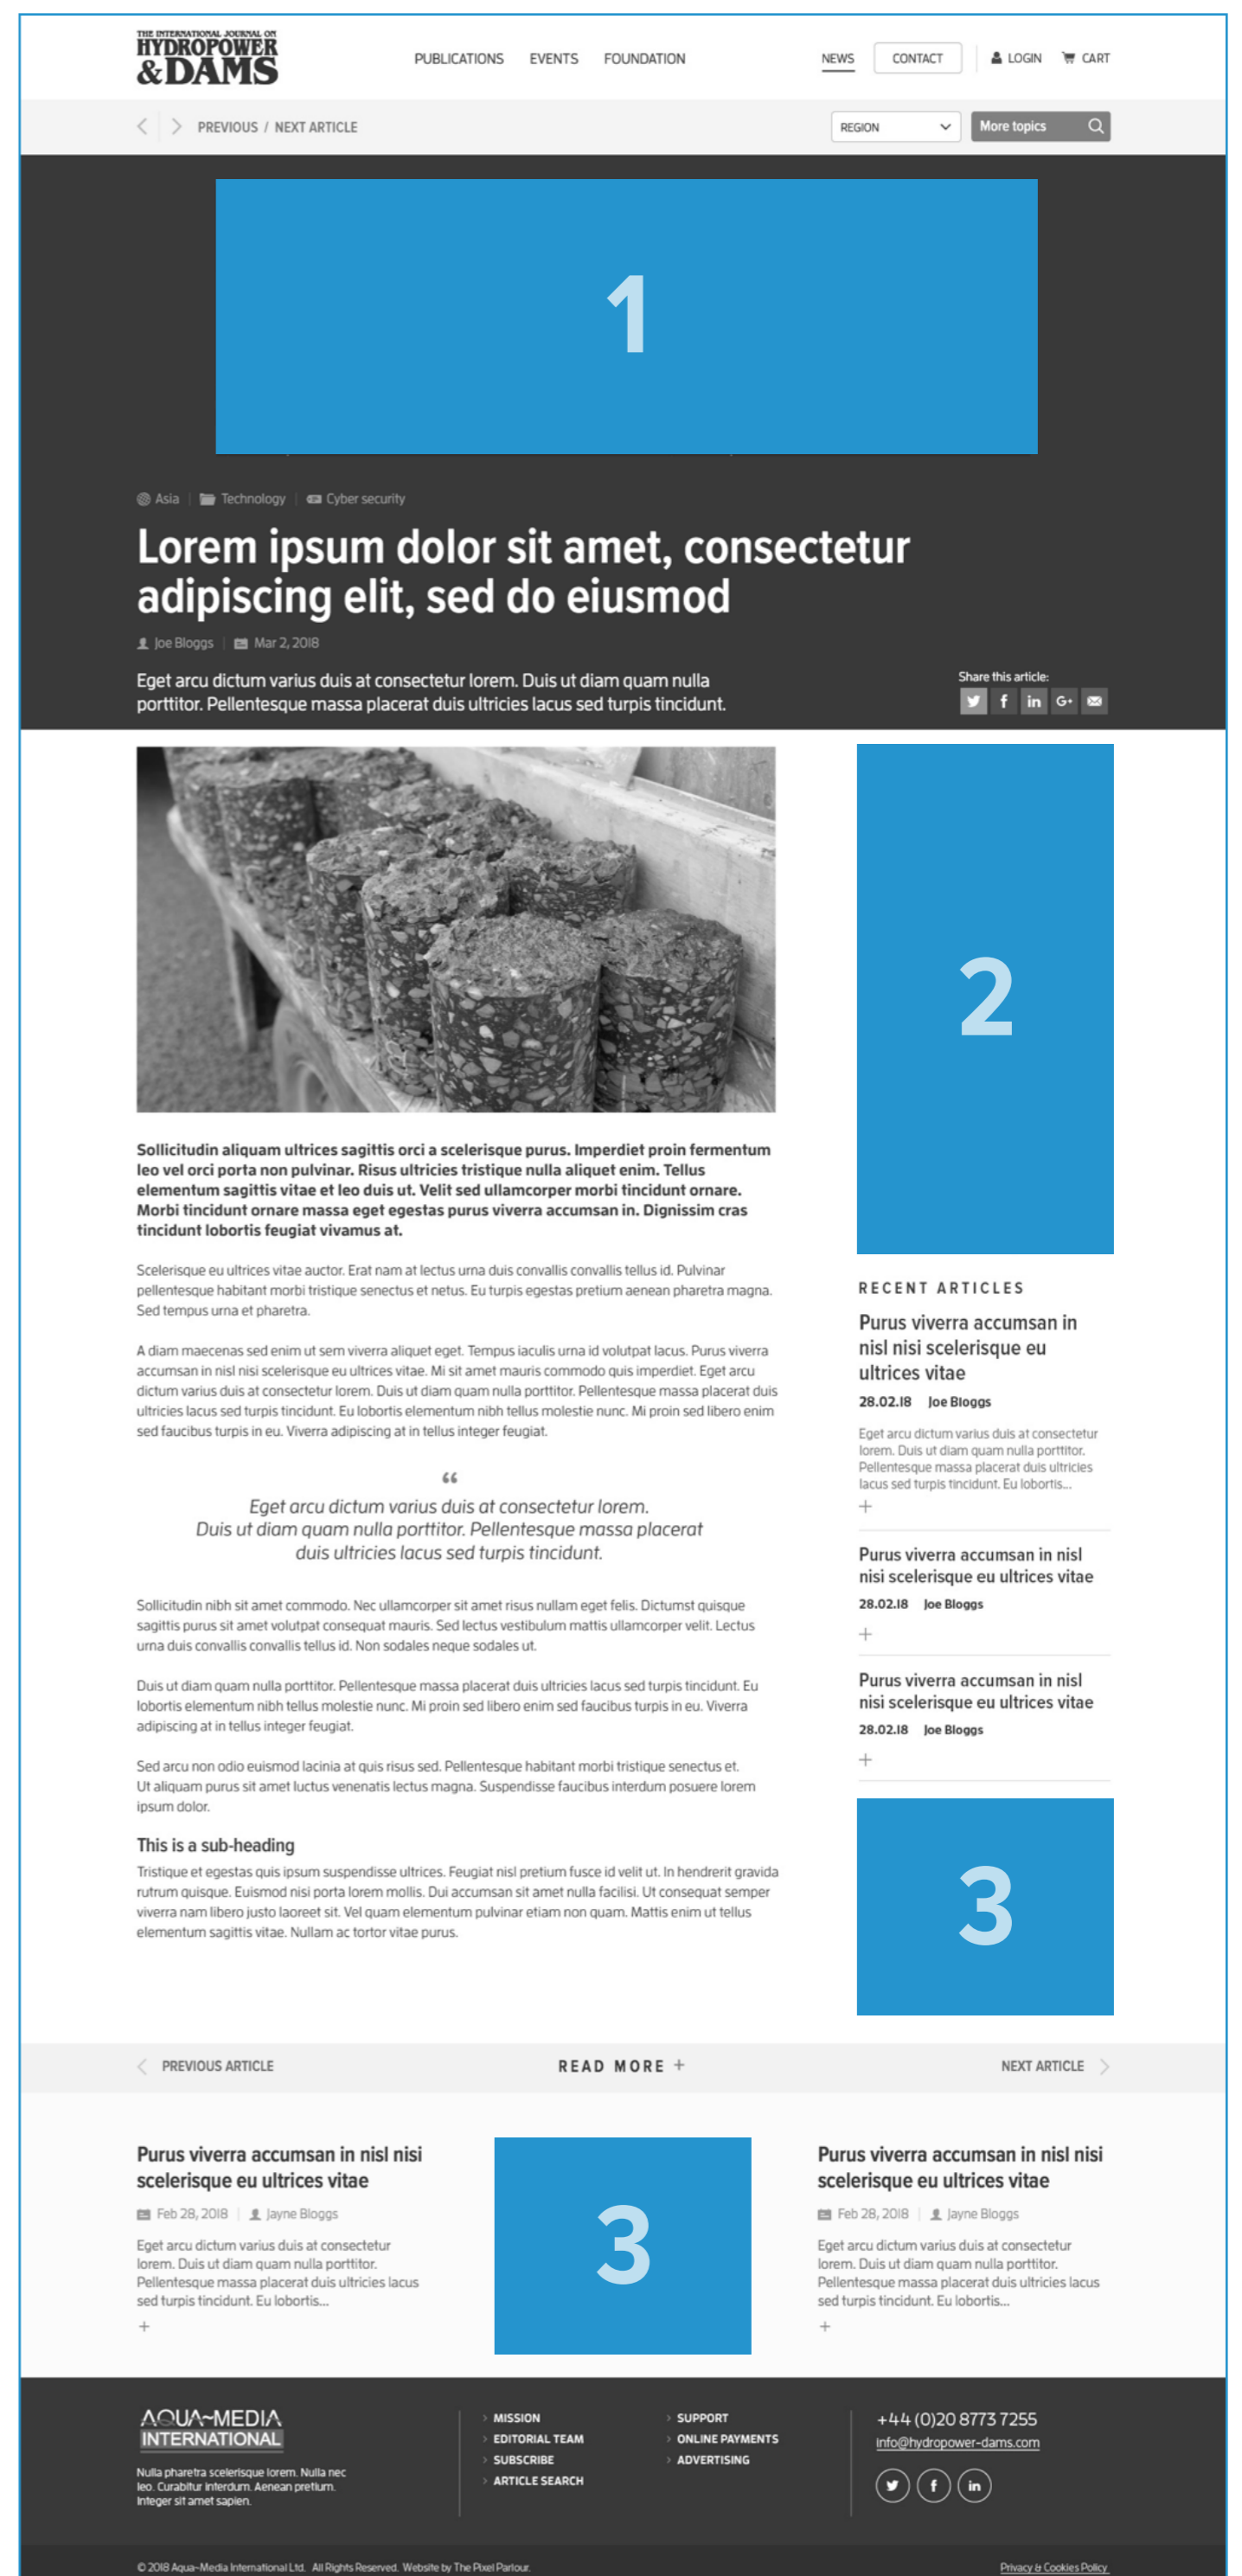 THE INTERNATIONAL JOURNAL ON
HYDROPOWER
&DAMS
PUBLICATIONS EVENTS FOUNDATION
NEWS CONTACT LOGIN CART
PREVIOUS / NEXT ARTICLE
REGION
More topics
1
Asia Technology Cyber security
Lorem ipsum dolor sit amet, consectetur
adipiscing elit, sed do eiusmod
Joe Bloggs Mar 2, 2018
Eget arcu dictum varius duis at consectetur lorem. Duis ut diam quam nulla
porttitor. Pellentesque massa placerat duis ultricies lacus sed turpis tincidunt.
Share this article:
f in G+
2
Sollicitudin aliquam ultrices sagittis orci a scelerisque purus. Imperdiet proin fermentum
leo vel orci porta non pulvinar. Risus ultricies tristique nulla aliquet enim. Tellus
elementum sagittis vitae et leo duis ut. Velit sed ullamcorper morbi tincidunt ornare.
Morbi tincidunt ornare massa eget egestas purus viverra accumsan in. Dignissim cras
tincidunt lobortis feugiat vivamus at.
Scelerisque eu ultrices vitae auctor. Erat nam at lectus urna duis convallis convallis tellus id. Pulvinar
pellentesque habitant morbi tristique senectus et netus. Eu turpis egestas pretium aenean pharetra magna.
Sed tempus urna et pharetra.
A diam maecenas sed enim ut sem viverra aliquet eget. Tempus iaculis urna id volutpat lacus. Purus viverra
accumsan in nisl nisi scelerisque eu ultrices vitae. Mi sit amet mauris commodo quis imperdiet. Eget arcu
dictum varius duis at consectetur lorem. Duis ut diam quam nulla porttitor. Pellentesque massa placerat duis
ultricies lacus sed turpis tincidunt. Eu lobortis elementum nibh tellus molestie nunc. Mi proin sed libero enim
sed faucibus turpis in eu. Viverra adipiscing at in tellus integer feugiat.
“
Eget arcu dictum varius duis at consectetur lorem.
Duis ut diam quam nulla porttitor. Pellentesque massa placerat
duis ultricies lacus sed turpis tincidunt.
Sollicitudin nibh sit amet commodo. Nec ullamcorper sit amet risus nullam eget felis. Dictumst quisque
sagittis purus sit amet volutpat consequat mauris. Sed lectus vestibulum mattis ullamcorper velit. Lectus
urna duis convallis convallis tellus id. Non sodales neque sodales ut.
Duis ut diam quam nulla porttitor. Pellentesque massa placerat duis ultricies lacus sed turpis tincidunt. Eu
lobortis elementum nibh tellus molestie nunc. Mi proin sed libero enim sed faucibus turpis in eu. Viverra
adipiscing at in tellus integer feugiat.
Sed arcu non odio euismod lacinia at quis risus sed. Pellentesque habitant morbi tristique senectus et.
Ut aliquam purus sit amet luctus venenatis lectus magna. Suspendisse faucibus interdum posuere lorem
ipsum dolor.
This is a sub-heading
Tristique et egestas quis ipsum suspendisse ultrices. Feugiat nisl pretium fusce id velit ut. In hendrerit gravida
rutrum quisque. Euismod nisi porta lorem mollis. Dui accumsan sit amet nulla facilisi. Ut consequat semper
viverra nam libero justo laoreet sit. Vel quam elementum pulvinar etiam non quam. Mattis enim ut tellus
elementum sagittis vitae. Nullam ac tortor vitae purus.
RECENT ARTICLES
Purus viverra accumsan in
nisl nisi scelerisque eu
ultrices vitae
28.02.18 Joe Bloggs
Eget arcu dictum varius duis at consectetur
lorem. Duis ut diam quam nulla porttitor.
Pellentesque massa placerat duis ultricies
lacus sed turpis tincidunt. Eu lobortis...
+
Purus viverra accumsan in nisl
nisi scelerisque eu ultrices vitae
28.02.18 Joe Bloggs
+
Purus viverra accumsan in nisl
nisi scelerisque eu ultrices vitae
28.02.18 Joe Bloggs
+
3
PREVIOUS ARTICLE
READ MORE +
NEXT ARTICLE
Purus viverra accumsan in nisl nisi
scelerisque eu ultrices vitae
Feb 28, 2018 Jayne Bloggs
Eget arcu dictum varius duis at consectetur
lorem. Duis ut diam quam nulla porttitor.
Pellentesque massa placerat duis ultricies lacus
sed turpis tincidunt. Eu lobortis...
+
3
Purus viverra accumsan in nisl nisi
scelerisque eu ultrices vitae
Feb 28, 2018 Jayne Bloggs
Eget arcu dictum varius duis at consectetur
lorem. Duis ut diam quam nulla porttitor.
Pellentesque massa placerat duis ultricies lacus
sed turpis tincidunt. Eu lobortis...
+
AQUA~MEDIA
INTERNATIONAL
Nulla pharetra scelerisque lorem. Nulla nec
leo. Curabitur interdum. Aenean pretium.
Integer sit amet sapien.
MISSION
EDITORIAL TEAM
SUBSCRIBE
ARTICLE SEARCH
SUPPORT
ONLINE PAYMENTS
ADVERTISING
+44 (0)20 8773 7255
info@hydropower-dams.com
f in
© 2018 Aqua~Media International Ltd. All Rights Reserved. Website by The Pixel Parlour.
Privacy & Cookies Policy